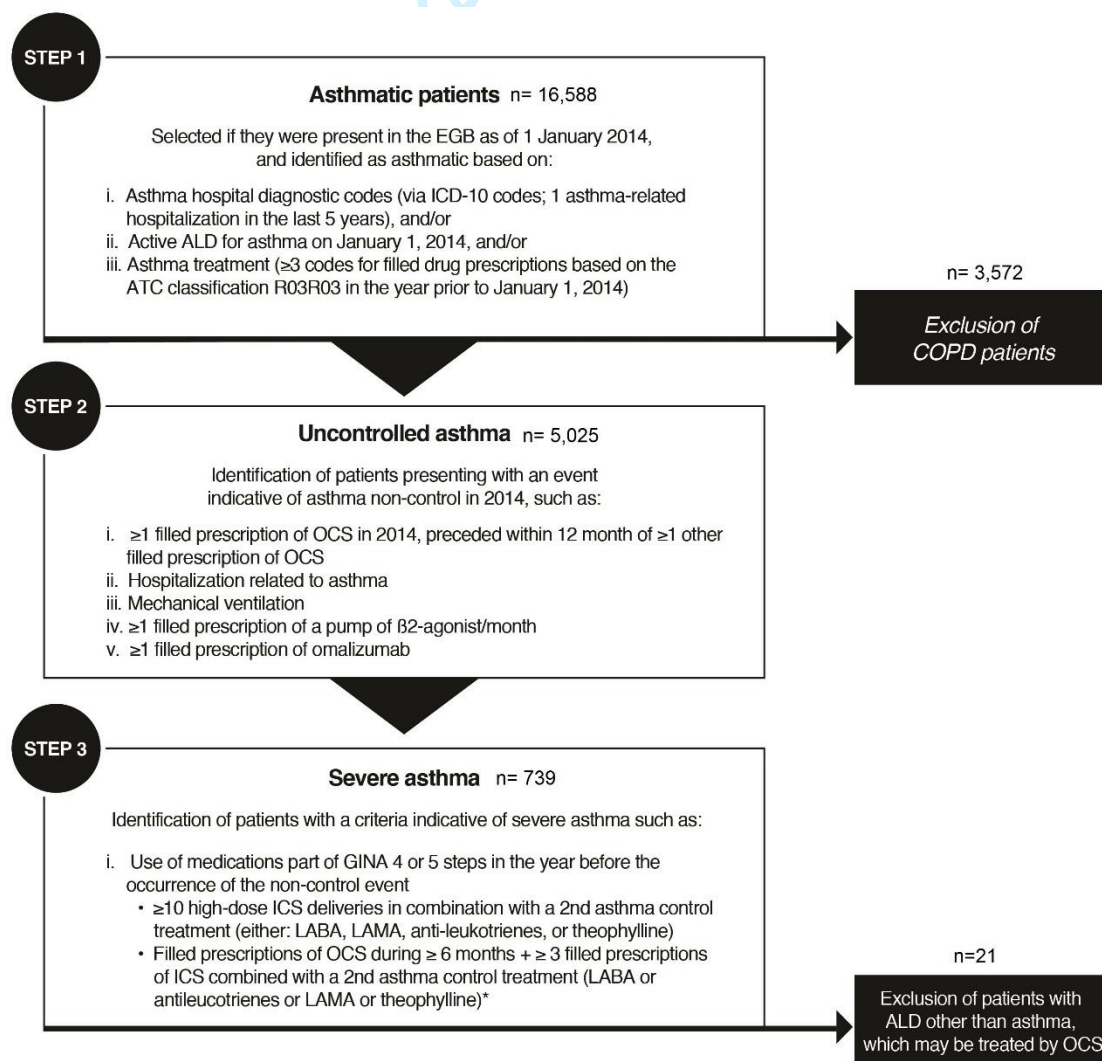 STEP 1
Asthmatic patients n= 16,588
Selected if they were present in the EGB as of 1 January 2014,
and identified as asthmatic based on:
i. Asthma hospital diagnostic codes (via ICD-10 codes; 1 asthma-related
hospitalization in the last 5 years), and/or
ii. Active ALD for asthma on January 1, 2014, and/or
iii. Asthma treatment (≥3 codes for filled drug prescriptions based on the
ATC classification R03R03 in the year prior to January 1, 2014)
n= 3,572
Exclusion of
COPD patients
STEP 2
Uncontrolled asthma n= 5,025
Identification of patients presenting with an event
indicative of asthma non-control in 2014, such as:
i. ≥1 filled prescription of OCS in 2014, preceded within 12 month of ≥1 other
filled prescription of OCS
ii. Hospitalization related to asthma
iii. Mechanical ventilation
iv. ≥1 filled prescription of a pump of ß2-agonist/month
v. ≥1 filled prescription of omalizumab
STEP 3
Severe asthma n= 739
Identification of patients with a criteria indicative of severe asthma such as:
i. Use of medications part of GINA 4 or 5 steps in the year before the
occurrence of the non-control event
• ≥10 high-dose ICS deliveries in combination with a 2nd asthma control
treatment (either: LABA, LAMA, anti-leukotrienes, or theophylline)
• Filled prescriptions of OCS during ≥ 6 months + ≥ 3 filled prescriptions
of ICS combined with a 2nd asthma control treatment (LABA or
antileucotrienes or LAMA or theophylline)*
n=21
Exclusion of patients with
ALD other than asthma,
which may be treated by OCS